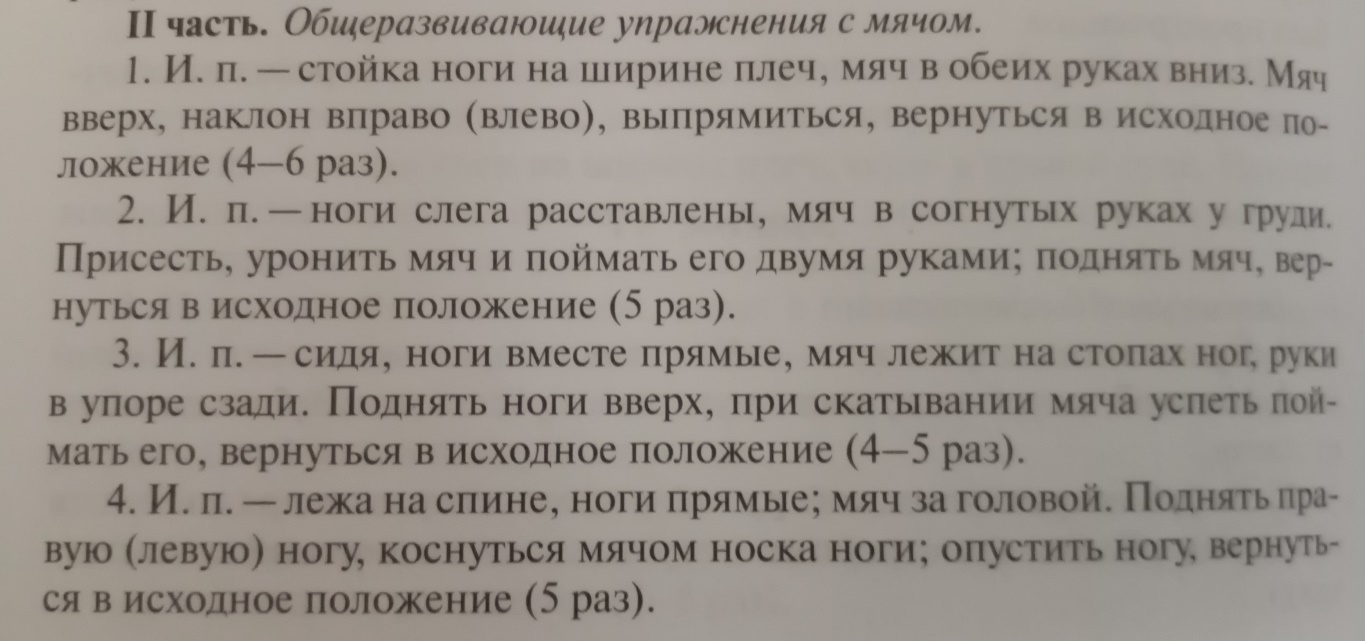 II часть. Общеразвивающие упражнения с мячом.
1. И. п. — стойка ноги на ширине плеч, мяч в обеих руках вниз. Мяч
вверх, наклон вправо (влево), выпрямиться, вернуться в исходное по-
ложение (4–6 раз).
2. И. п. — ноги слега расставлены, мяч в согнутых руках у груди.
Присесть, уронить мяч и поймать его двумя руками; поднять мяч, вер-
нуться в исходное положение (5 раз).
3. И. п. — сидя, ноги вместе прямые, мяч лежит на стопах ног, руки
в упоре сзади. Поднять ноги вверх, при скатывании мяча успеть пой-
мать его, вернуться в исходное положение (4–5 раз).
4. И. п. — лежа на спине, ноги прямые; мяч за головой. Поднять пра-
вую (левую) ногу, коснуться мячом носка ноги; опустить ногу, вернуть-
ся в исходное положение (5 раз).